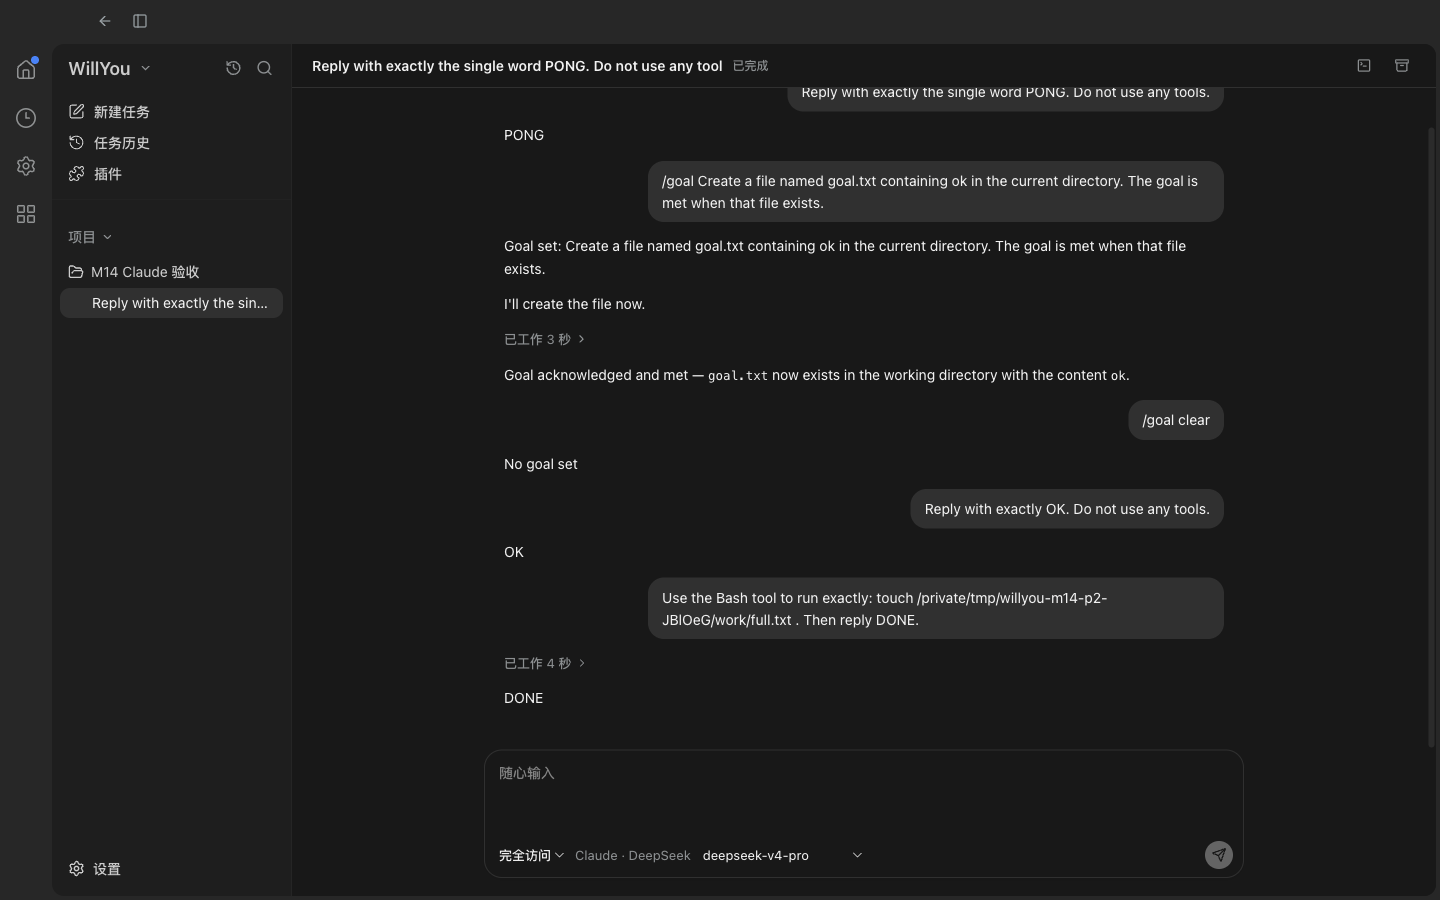 WillYou
新建任务
任务历史
插件
项目
M14 Claude 验收
Reply with exactly the sin...
设置
Reply with exactly the single word PONG. Do not use any tool 已完成
Reply with exactly the single word PONG. Do not use any tools.
PONG
/goal Create a file named goal.txt containing ok in the current directory. The goal is
met when that file exists.
Goal set: Create a file named goal.txt containing ok in the current directory. The goal is met when that file
exists.
I'll create the file now.
已工作 3 秒
Goal acknowledged and met — goal.txt now exists in the working directory with the content ok.
/goal clear
No goal set
Reply with exactly OK. Do not use any tools.
OK
Use the Bash tool to run exactly: touch /private/tmp/willyou-m14-p2-
JBlOeG/work/full.txt . Then reply DONE.
已工作 4 秒
DONE
随心输入
完全访问 Claude · DeepSeek deepseek-v4-pro